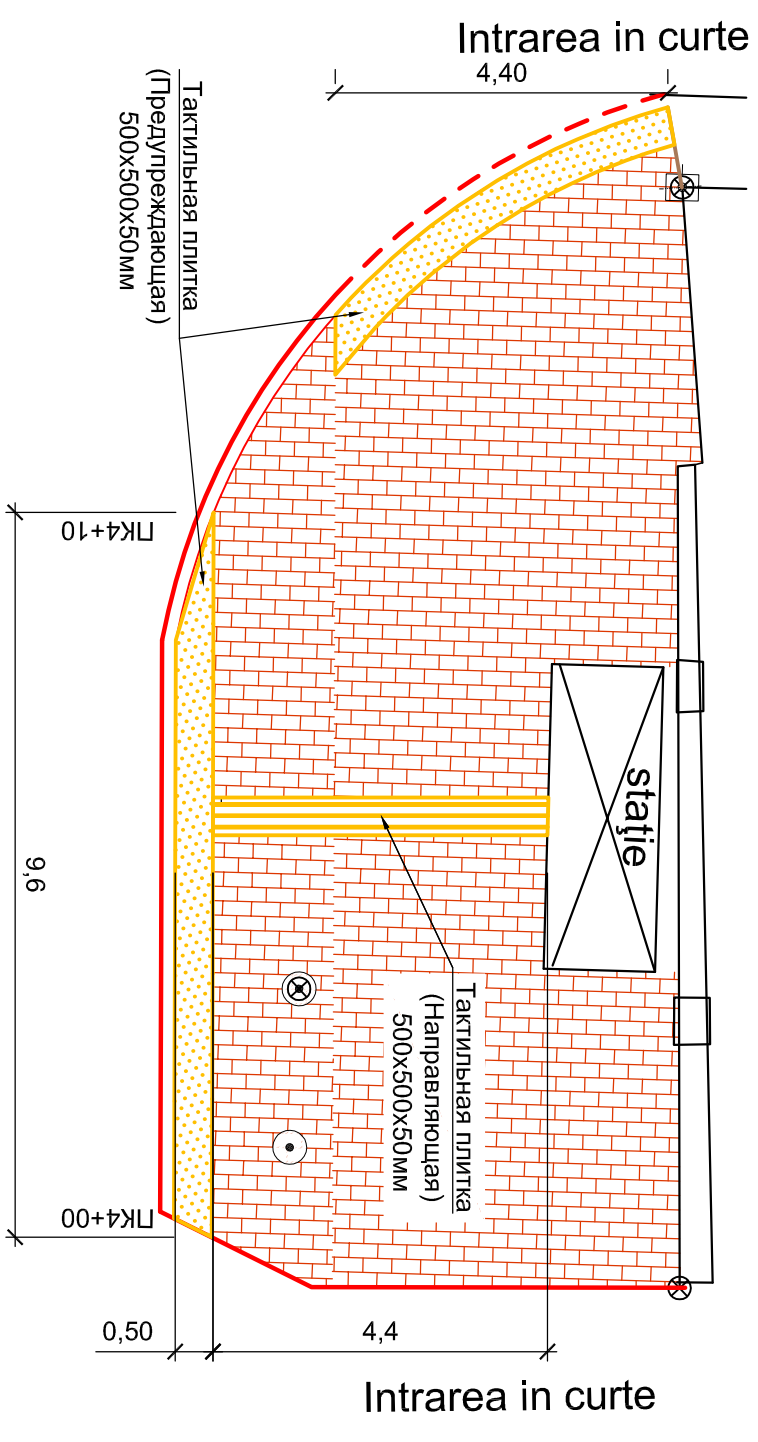 Intrarea in curte
4,40
Тактильная плитка
(Предупреждающая)
500х500х50мм
ПК4+10
staţie
9,6
Тактильная плитка
(Направляющая)
500х500х50мм
ПК4+00
0,50
4,4
Intrarea in curte